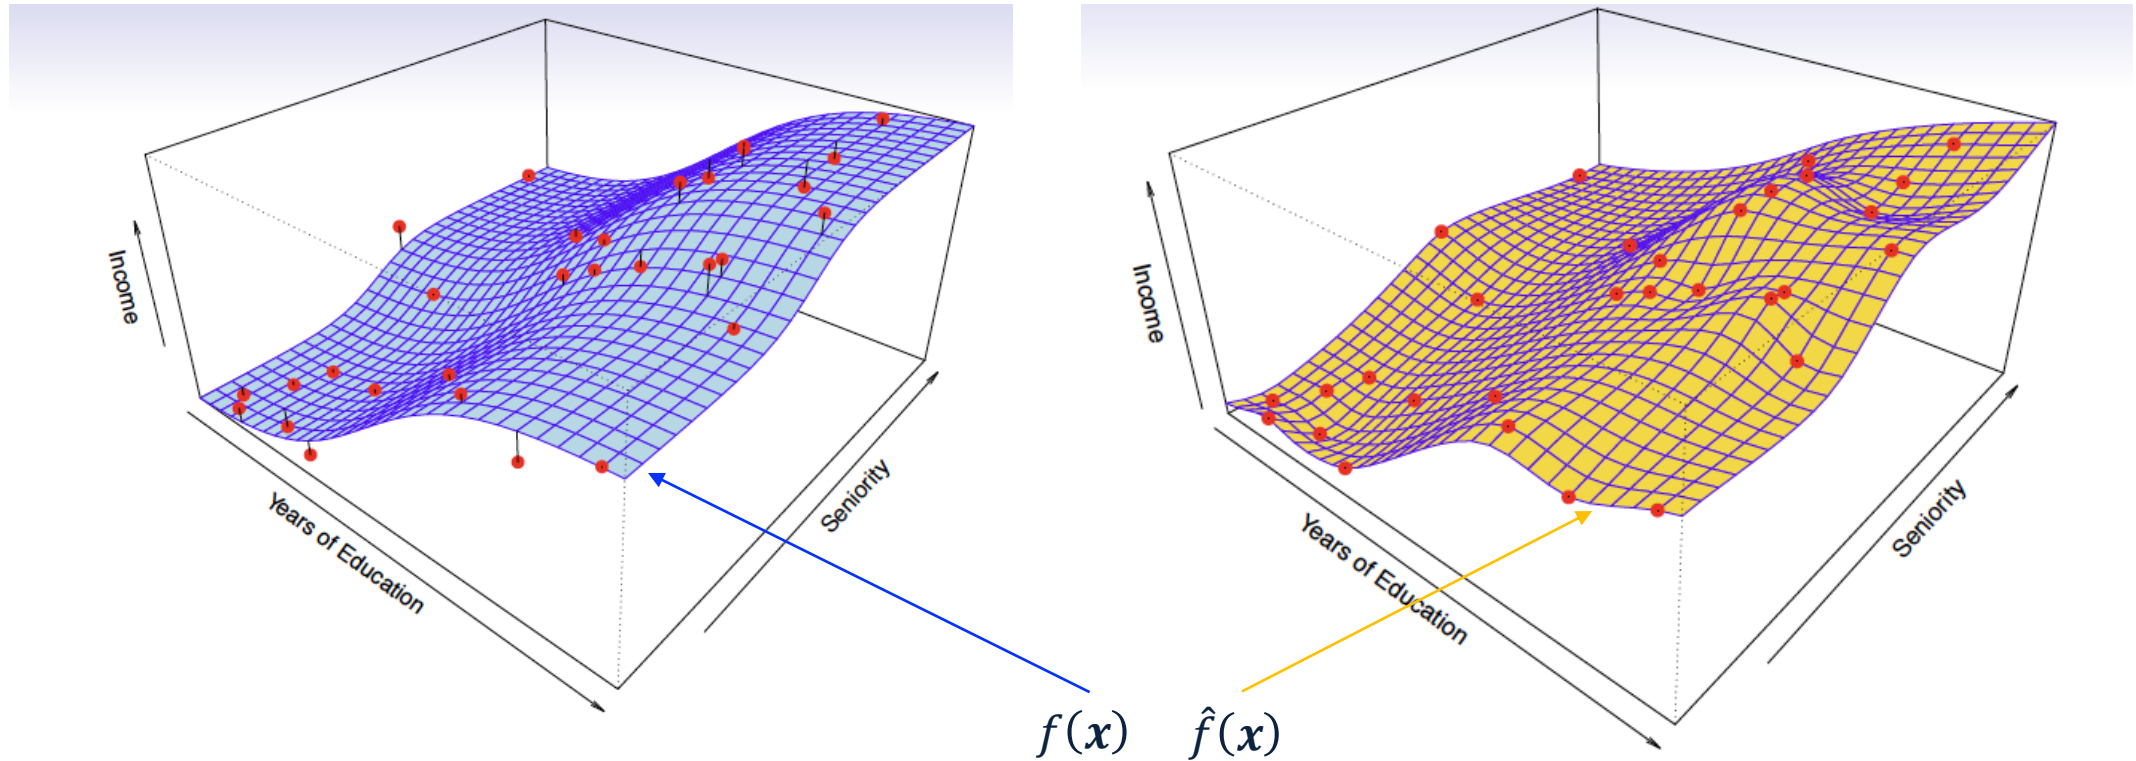 Income
Years of Education
Seniority
Income
Years of Education
Seniority
f(x)
f̂(x)